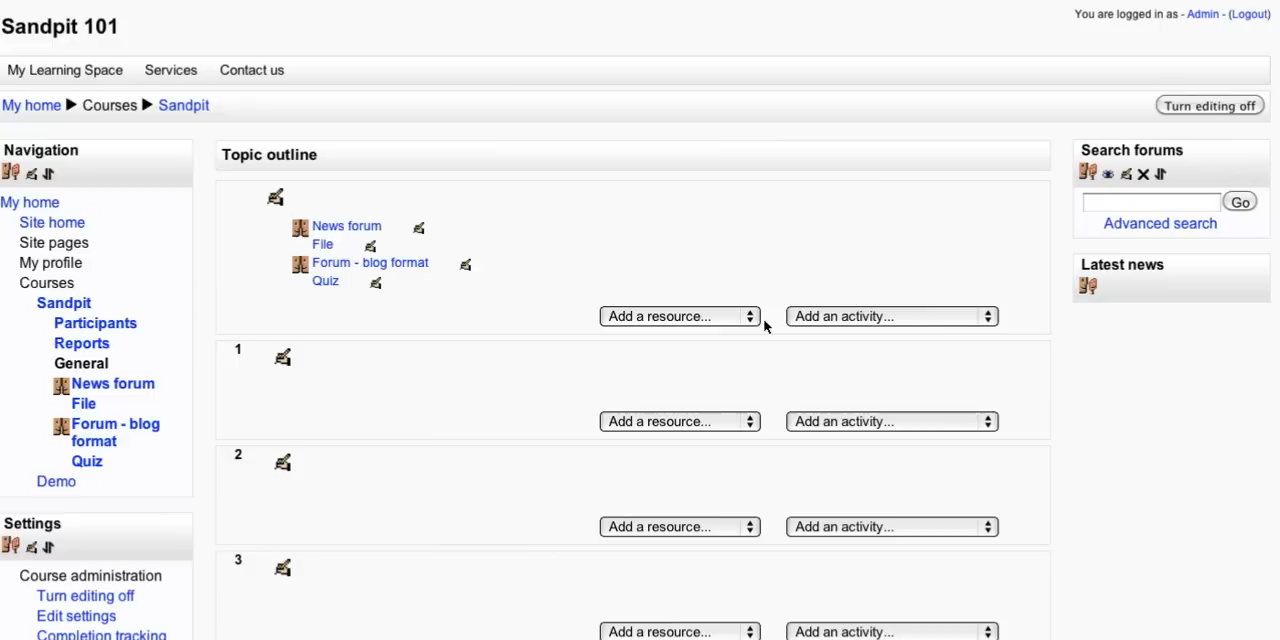 Sandpit 101
You are logged in as - Admin - (Logout)
My Learning Space Services Contact us
My home Courses Sandpit
Turn editing off
Navigation
My home
Site home
Site pages
My profile
Courses
Sandpit
Participants
Reports
General
News forum
File
Forum - blog
format
Quiz
Demo
Settings
Course administration
Turn editing off
Edit settings
Completion tracking
Topic outline
News forum
File
Forum - blog format
Quiz
Add a resource... Add an activity...
1
Add a resource... Add an activity...
2
Add a resource... Add an activity...
3
Add a resource... Add an activity...
Search forums
Go
Advanced search
Latest news